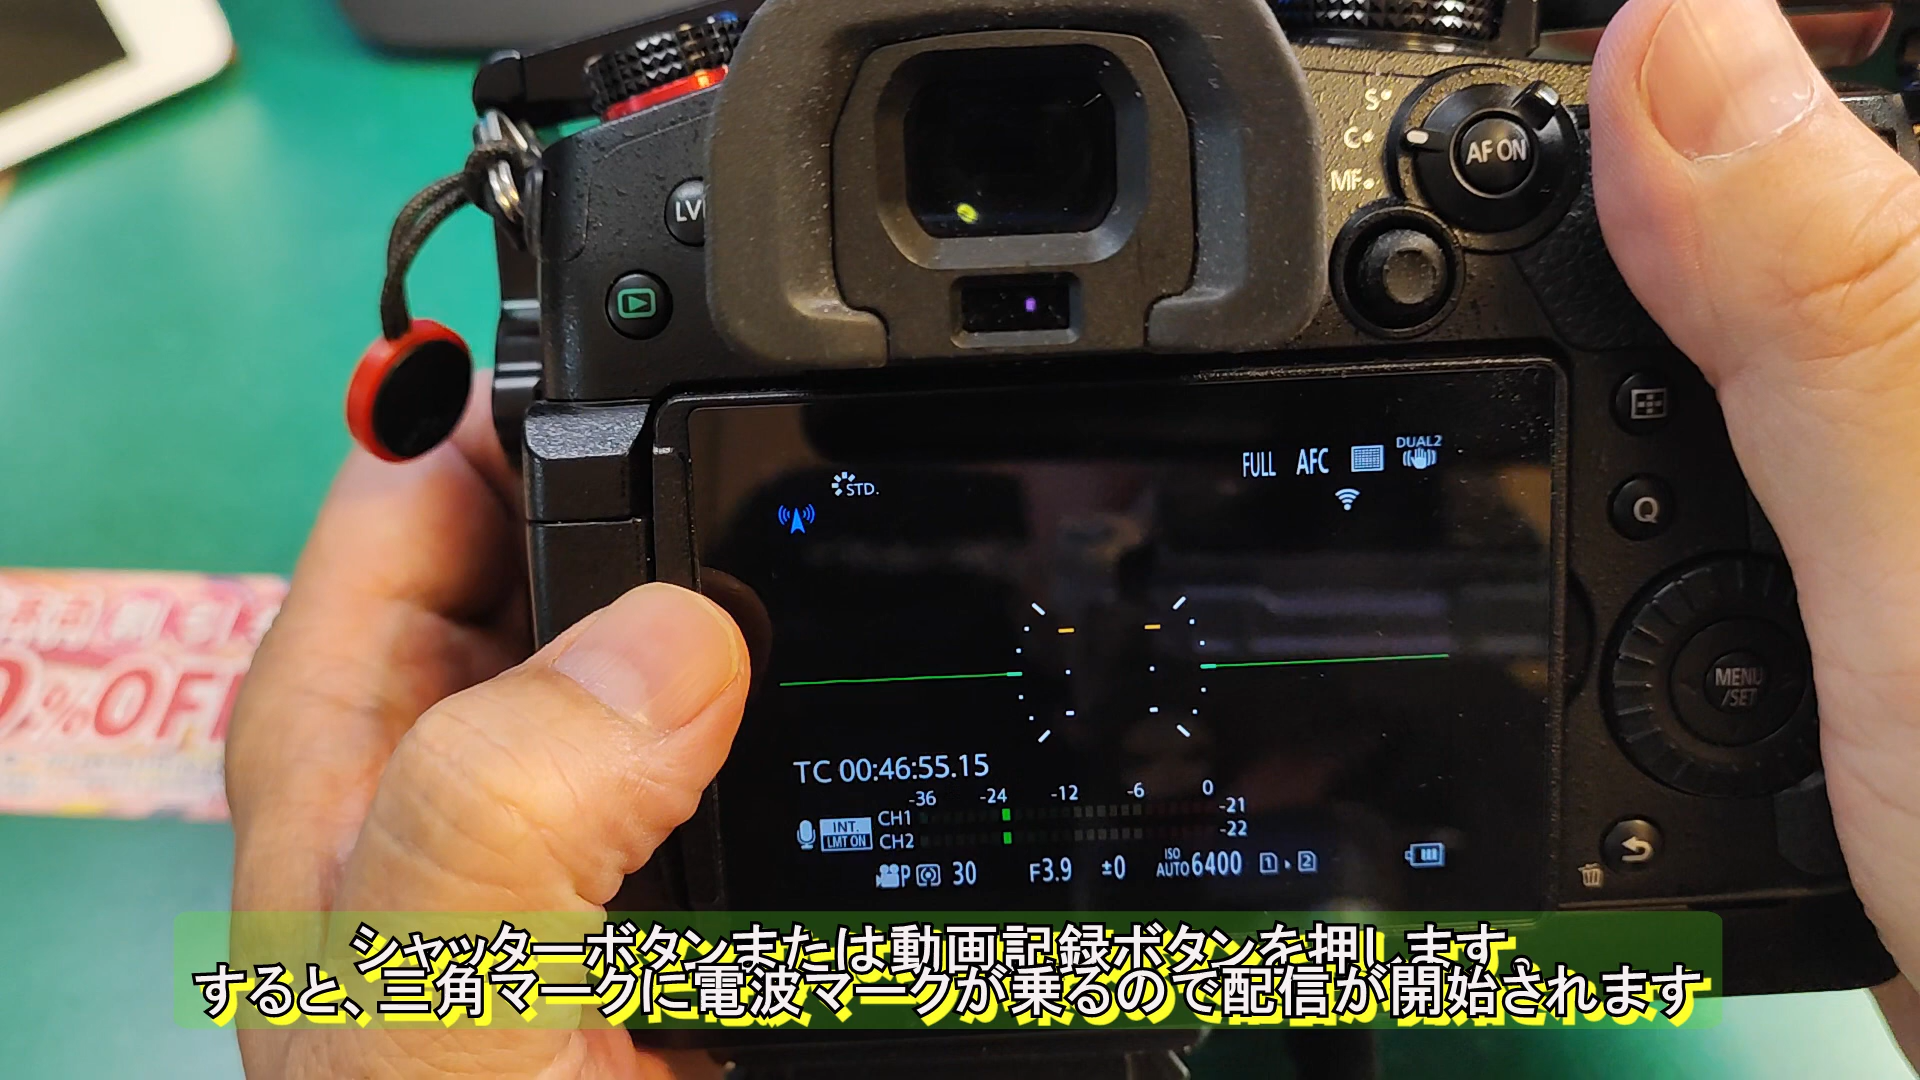 S
C
AF ON
MF
LV
DUAL2
FULL AFC
STD.
Q
MENU
/SET
%OFF
TC 00:46:55.15
-36 -24 -12 -6 0
CH1 -21
INT.
LMT ON
CH2 -22
P 30 F3.9 ±0 ISO AUTO 6400 1 2
シャッターボタンまたは動画記録ボタンを押します。
すると、三角マークに電波マークが乗るので配信が開始されます